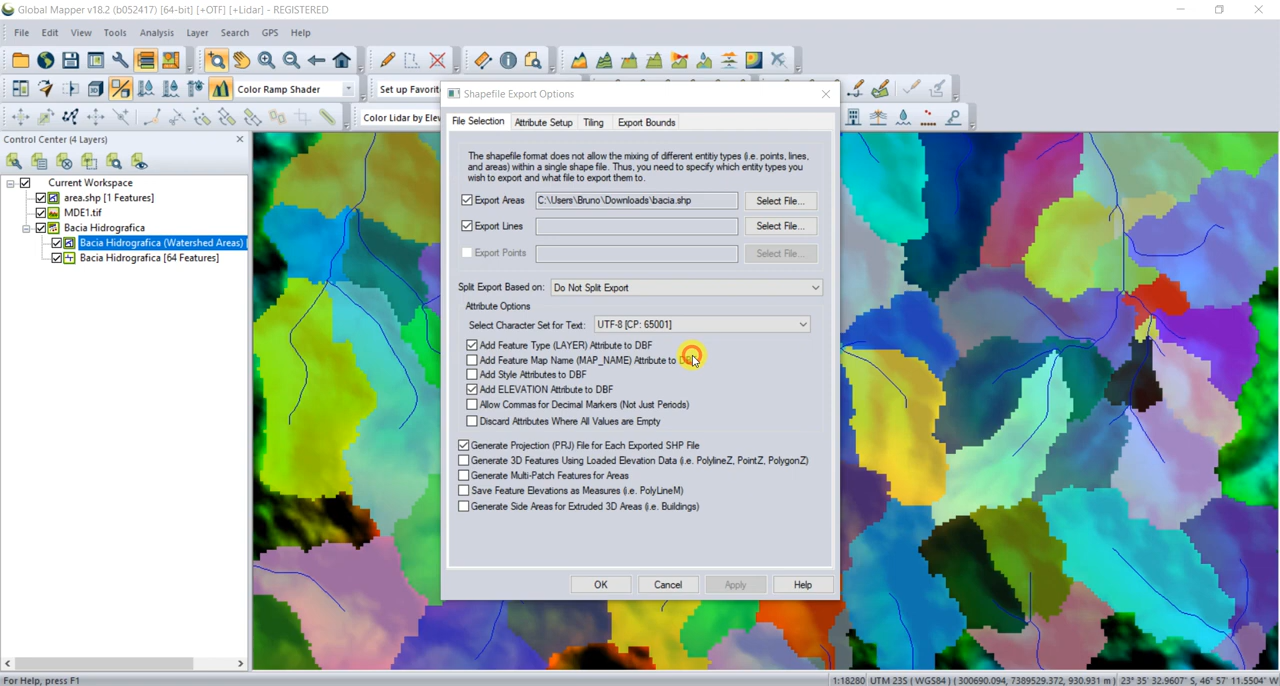 Global Mapper v18.2 (b052417) [64-bit] [+OTF] [+Lidar] - REGISTERED
File Edit View Tools Analysis Layer Search GPS Help
Color Ramp Shader
Set up Favorit
Color Lidar by Elev
Control Center (4 Layers)
Current Workspace
area.shp [1 Features]
MDE1.tif
Bacia Hidrografica
Bacia Hidrografica (Watershed Areas)
Bacia Hidrografica [64 Features]
Shapefile Export Options
File Selection Attribute Setup Tiling Export Bounds
The shapefile format does not allow the mixing of different entitiy types (i.e. points, lines,
and areas) within a single shape file. Thus, you need to specify which entity types you
wish to export and what file to export them to.
Export Areas C:\Users\Bruno\Downloads\bacia.shp Select File...
Export Lines Select File...
Export Points Select File...
Split Export Based on: Do Not Split Export
Attribute Options
Select Character Set for Text: UTF-8 [CP: 65001]
Add Feature Type (LAYER) Attribute to DBF
Add Feature Map Name (MAP_NAME) Attribute to
Add Style Attributes to DBF
Add ELEVATION Attribute to DBF
Allow Commas for Decimal Markers (Not Just Periods)
Discard Attributes Where All Values are Empty
Generate Projection (PRJ) File for Each Exported SHP File
Generate 3D Features Using Loaded Elevation Data (i.e. PolylineZ, PointZ, PolygonZ)
Generate Multi-Patch Features for Areas
Save Feature Elevations as Measures (i.e. PolyLineM)
Generate Side Areas for Extruded 3D Areas (i.e. Buildings)
OK Cancel Apply Help
For Help, press F1
1:18280 UTM 23S ( WGS84 ) ( 300690.094, 7389529.372, 930.931 m ) 23° 35' 32.9607" S, 46° 57' 11.5504" W